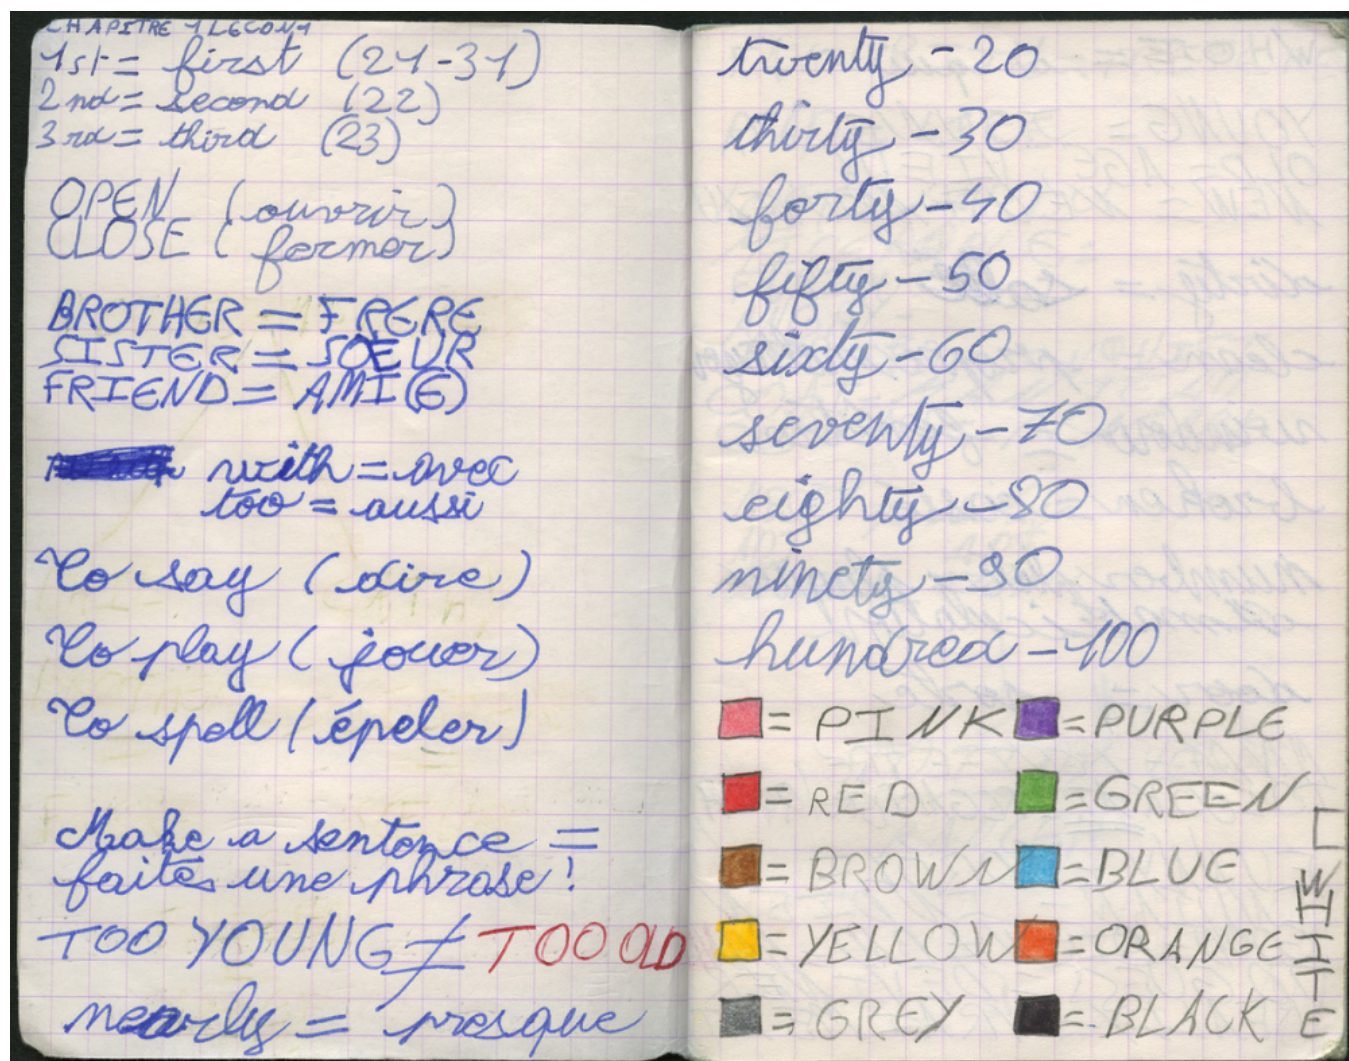 CHAPITRE 1 LECON 1
1st = first (21-31)
2nd = second (22)
3rd = third (23)
OPEN (ouvrir)
CLOSE (fermer)
BROTHER = FRERE
SISTER = SOEUR
FRIEND = AMI(E)
with = avec
too = aussi
To say (dire)
To play (jouer)
To spell (épeler)
Make a sentence =
faites une phrase!
TOO YOUNG ≠ TOO OLD
nearly = presque
twenty - 20
thirty - 30
forty - 40
fifty - 50
sixty - 60
seventy - 70
eighty - 80
ninety - 90
hundred - 100
= PINK = PURPLE
= RED = GREEN
= BROWN = BLUE
= YELLOW = ORANGE
= GREY = BLACK
WHITE